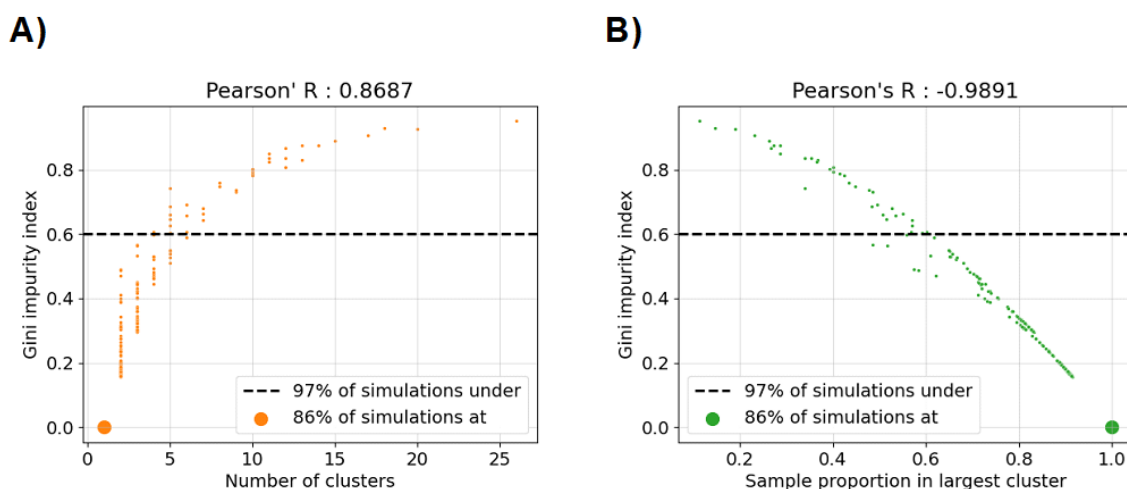 A)
B)
Pearson' R : 0.8687
Gini impurity index
0.8
0.6
0.4
0.2
0.0
97% of simulations under
86% of simulations at
0
5
10
15
20
25
Number of clusters
Pearson's R : -0.9891
Gini impurity index
0.8
0.6
0.4
0.2
0.0
97% of simulations under
86% of simulations at
0.2
0.4
0.6
0.8
1.0
Sample proportion in largest cluster